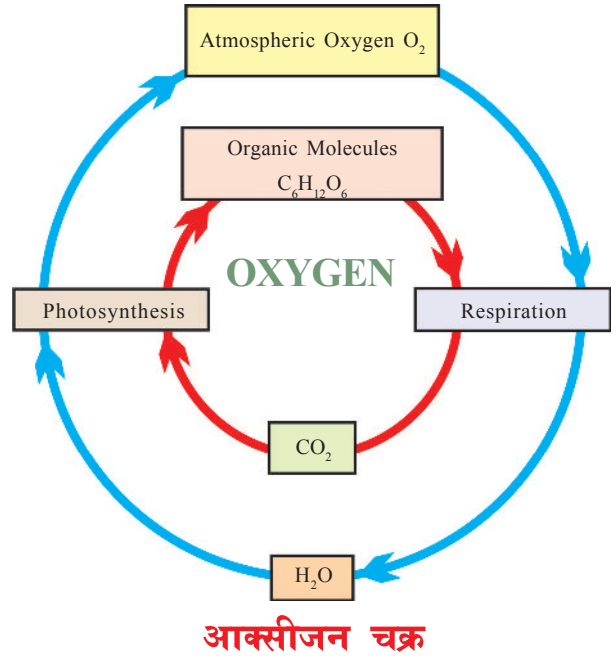 Atmospheric Oxygen O₂
Organic Molecules
C₆H₁₂O₆
OXYGEN
Photosynthesis
Respiration
CO₂
H₂O
आक्सीजन चक्र